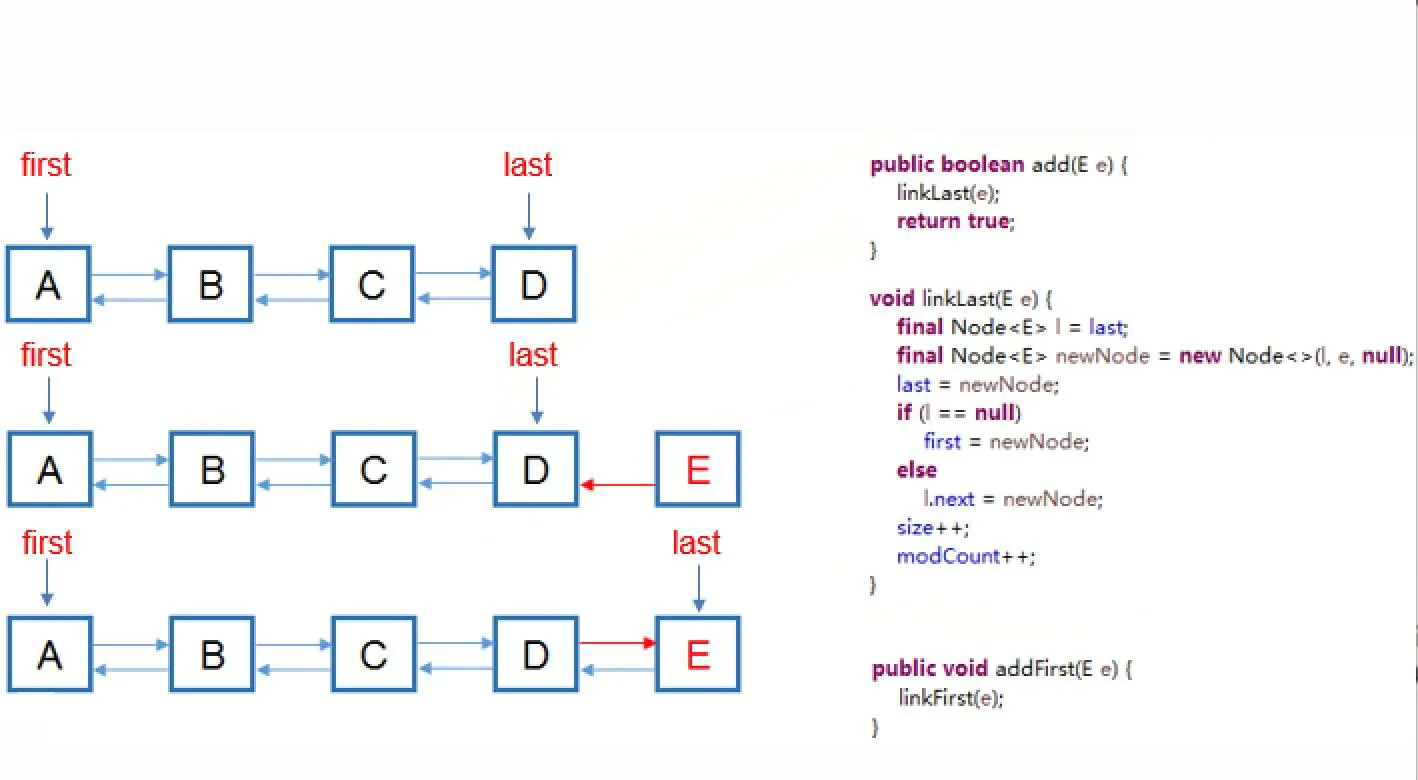 first last
A B C D
first last
A B C D E
first last
A B C D E
public boolean add(E e) {
linkLast(e);
return true;
}
void linkLast(E e) {
final Node<E> l = last;
final Node<E> newNode = new Node<>(l, e, null);
last = newNode;
if (l == null)
first = newNode;
else
l.next = newNode;
size++;
modCount++;
}
public void addFirst(E e) {
linkFirst(e);
}